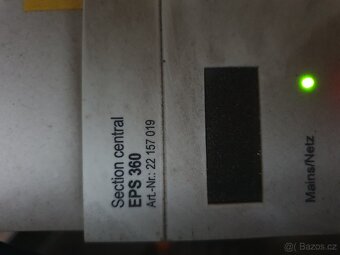 Section central
EPS 360
Art.-Nr.: 22 157 019
Mains/Netz
Bazos.cz